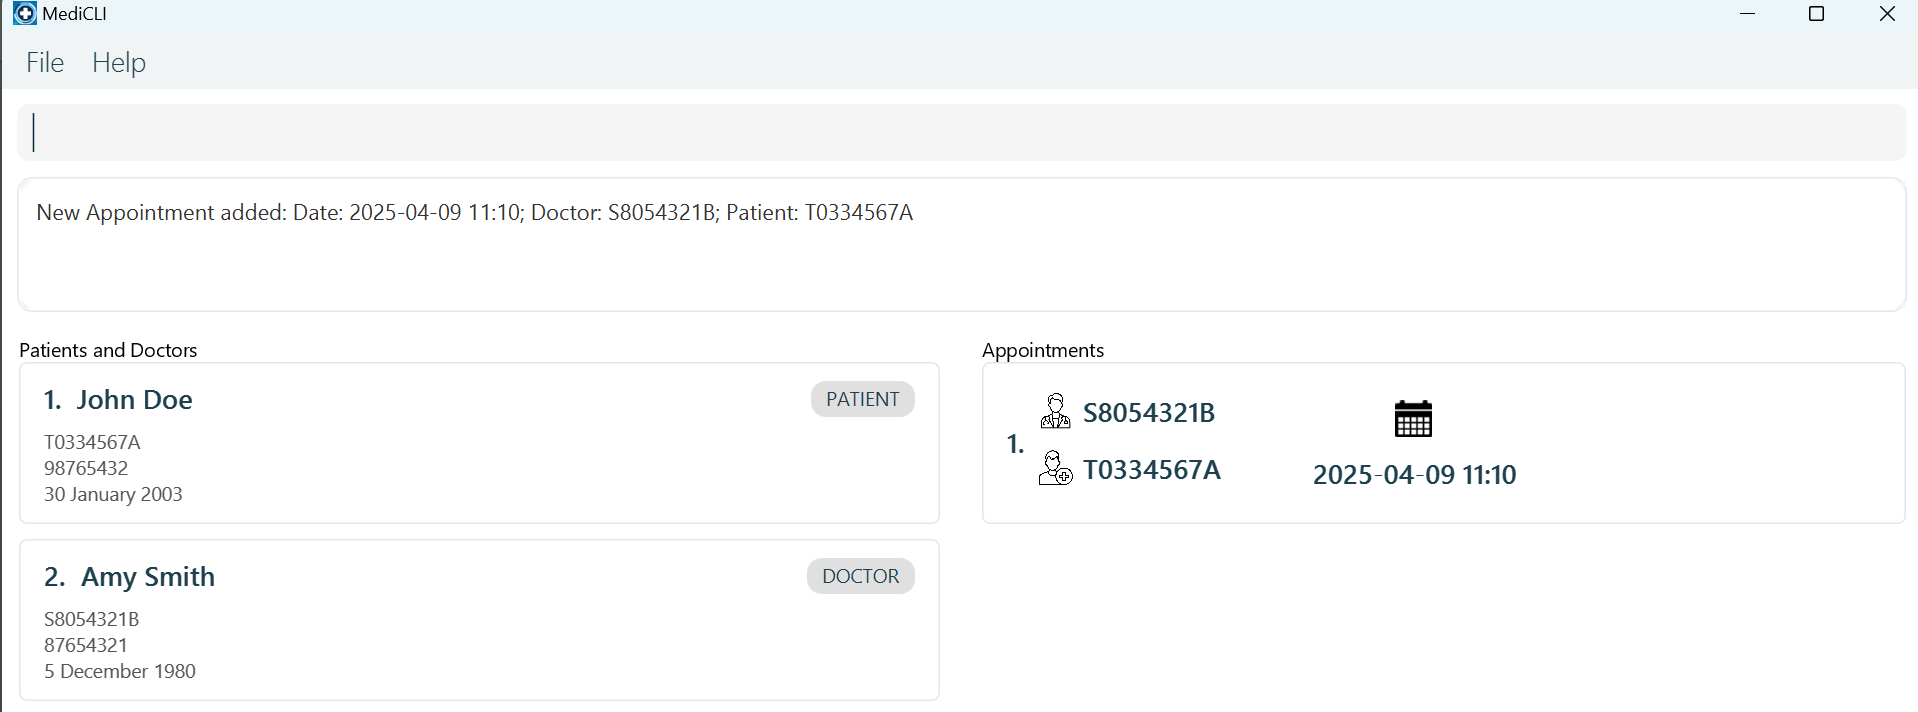 MediCLI
File Help
New Appointment added: Date: 2025-04-09 11:10; Doctor: S8054321B; Patient: T0334567A
Patients and Doctors
1. John Doe PATIENT
T0334567A
98765432
30 January 2003
2. Amy Smith DOCTOR
S8054321B
87654321
5 December 1980
Appointments
1.
S8054321B
T0334567A
2025-04-09 11:10